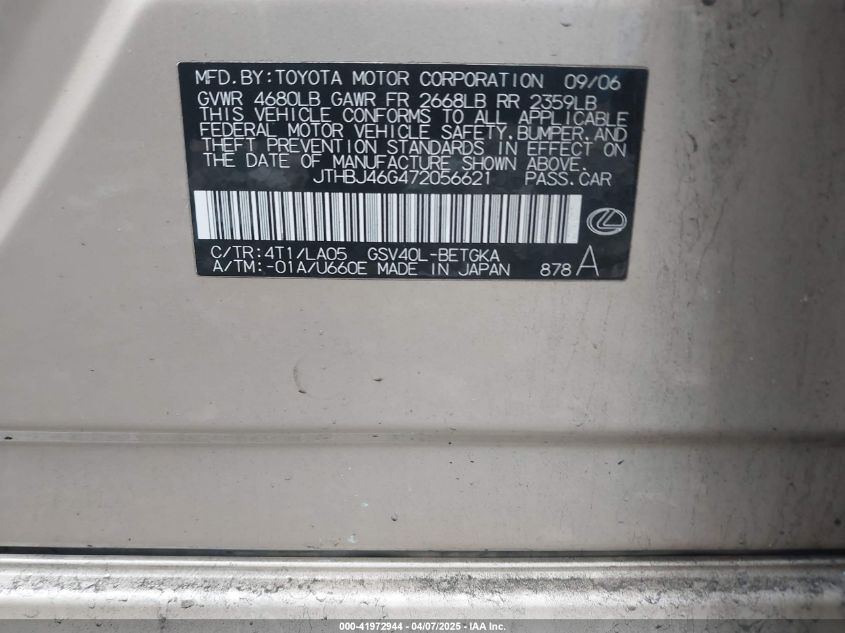 MFD.BY:TOYOTA MOTOR CORPORATION 09/06
GVWR 4680LB GAWR FR 2668LB RR 2359LB
THIS VEHICLE CONFORMS TO ALL APPLICABLE
FEDERAL MOTOR VEHICLE SAFETY,BUMPER,AND
THEFT PREVENTION STANDARDS IN EFFECT ON
THE DATE OF MANUFACTURE SHOWN ABOVE.
JTHBJ46G472056621 PASS.CAR
C/TR:4T1/LA05 GSV40L-BETGKA
A/TM:-01A/U660E MADE IN JAPAN 878 A
000-41972944 - 04/07/2025 - © IAA Inc.